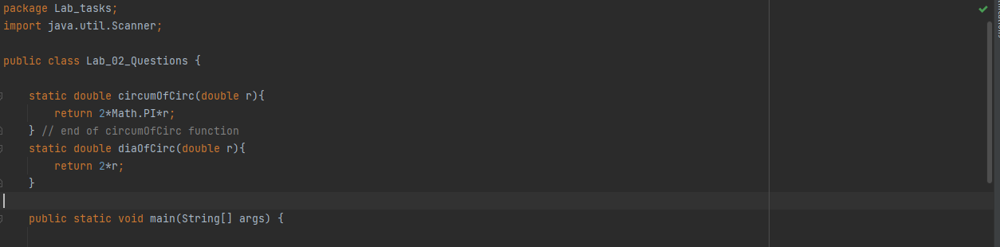 package Lab_tasks;
import java.util.Scanner;
public class Lab_02_Questions {
static double circumOfCirc(double r){
return 2*Math.PI*r;
} // end of circumOfCirc function
static double diaOfCirc(double r){
return 2*r;
}
public static void main(String[] args) {